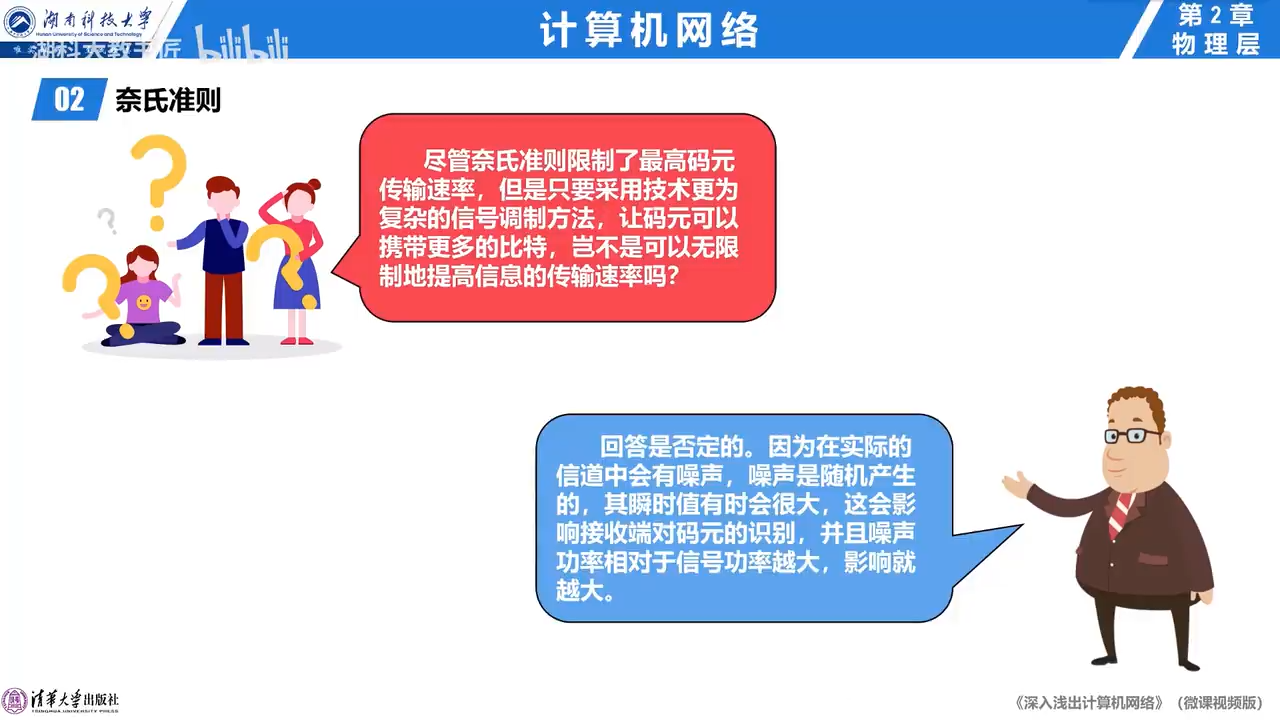 湖南科技大学
Hunan University of Science and Technology
湖科大教书匠 bilibili
计算机网络
第 2 章
物理层
02 奈氏准则
尽管奈氏准则限制了最高码元
传输速率，但是只要采用技术更为
复杂的信号调制方法，让码元可以
携带更多的比特，岂不是可以无限
制地提高信息的传输速率吗？
回答是否定的。因为在实际的
信道中会有噪声，噪声是随机产生
的，其瞬时值有时会很大，这会影
响接收端对码元的识别，并且噪声
功率相对于信号功率越大，影响就
越大。
清华大学出版社
TSINGHUA UNIVERSITY PRESS
《深入浅出计算机网络》（微课视频版）